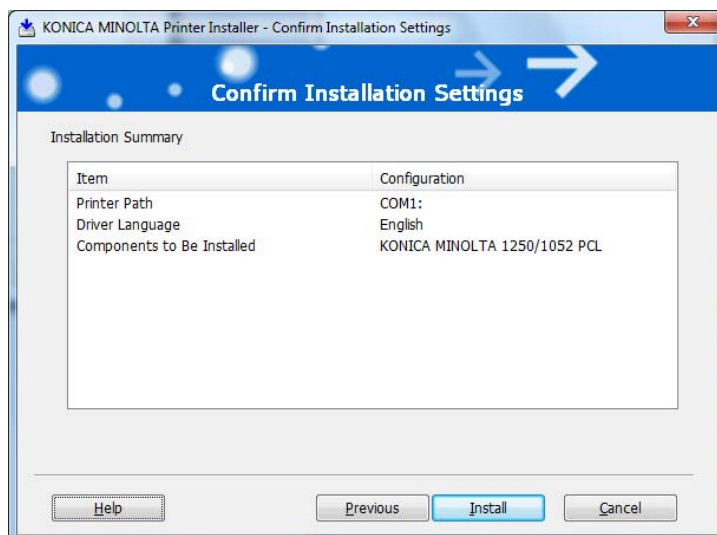 KONICA MINOLTA Printer Installer - Confirm Installation Settings
x
Confirm Installation Settings
Installation Summary
Item Configuration
Printer Path COM1:
Driver Language English
Components to Be Installed KONICA MINOLTA 1250/1052 PCL
Help Previous Install Cancel